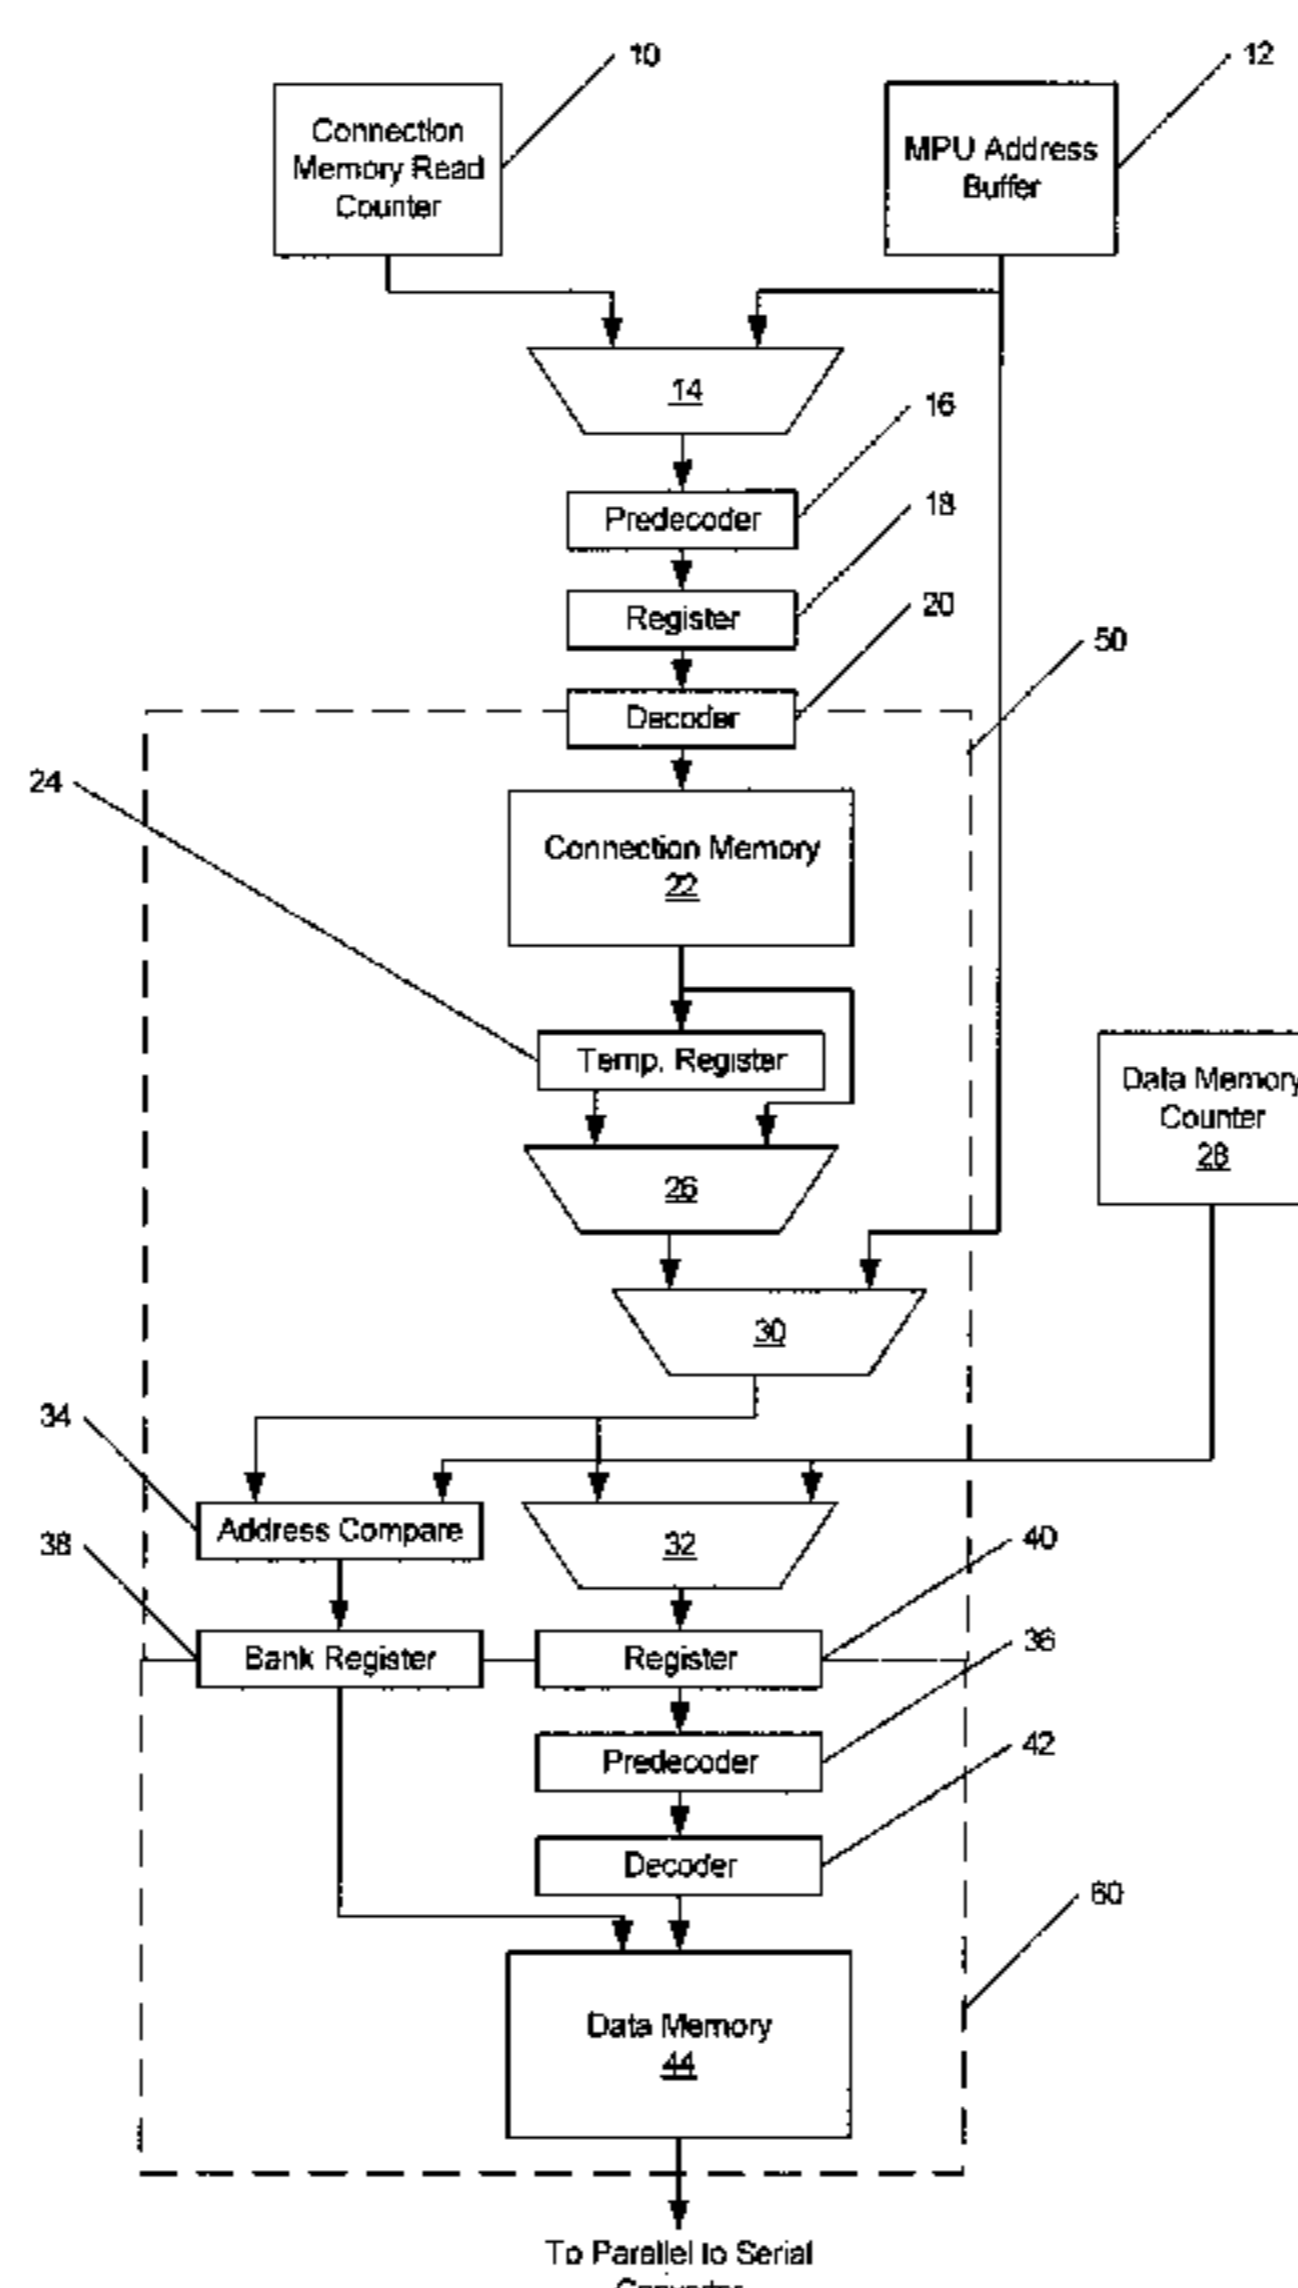 10
12
Connection
Memory Read
Counter
MPU Address
Buffer
14
16
Predecoder
18
Register
20
50
Decoder
24
Connection Memory
22
Temp. Register
Data Memory
Counter
28
26
30
34
Address Compare
32
40
38
Bank Register
Register
36
Predecoder
42
Decoder
60
Data Memory
44
To Parallel to Serial